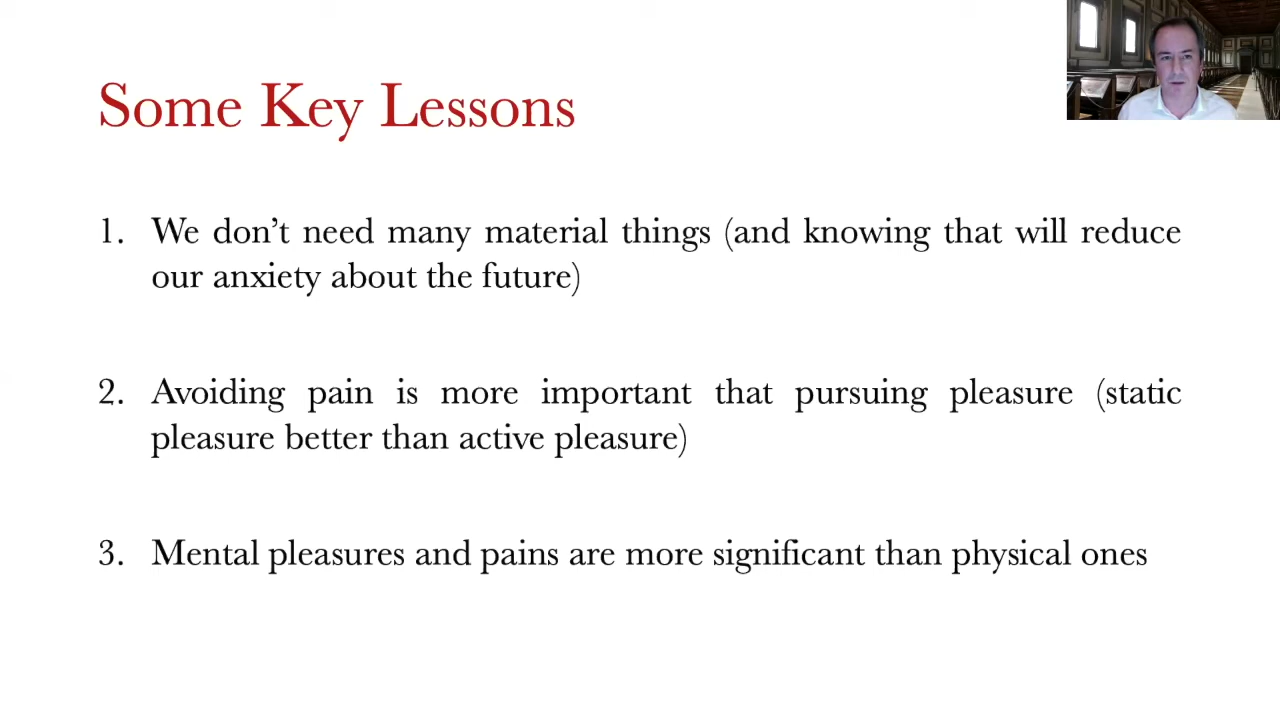 Some Key Lessons
1. We don’t need many material things (and knowing that will reduce
our anxiety about the future)
2. Avoiding pain is more important that pursuing pleasure (static
pleasure better than active pleasure)
3. Mental pleasures and pains are more significant than physical ones